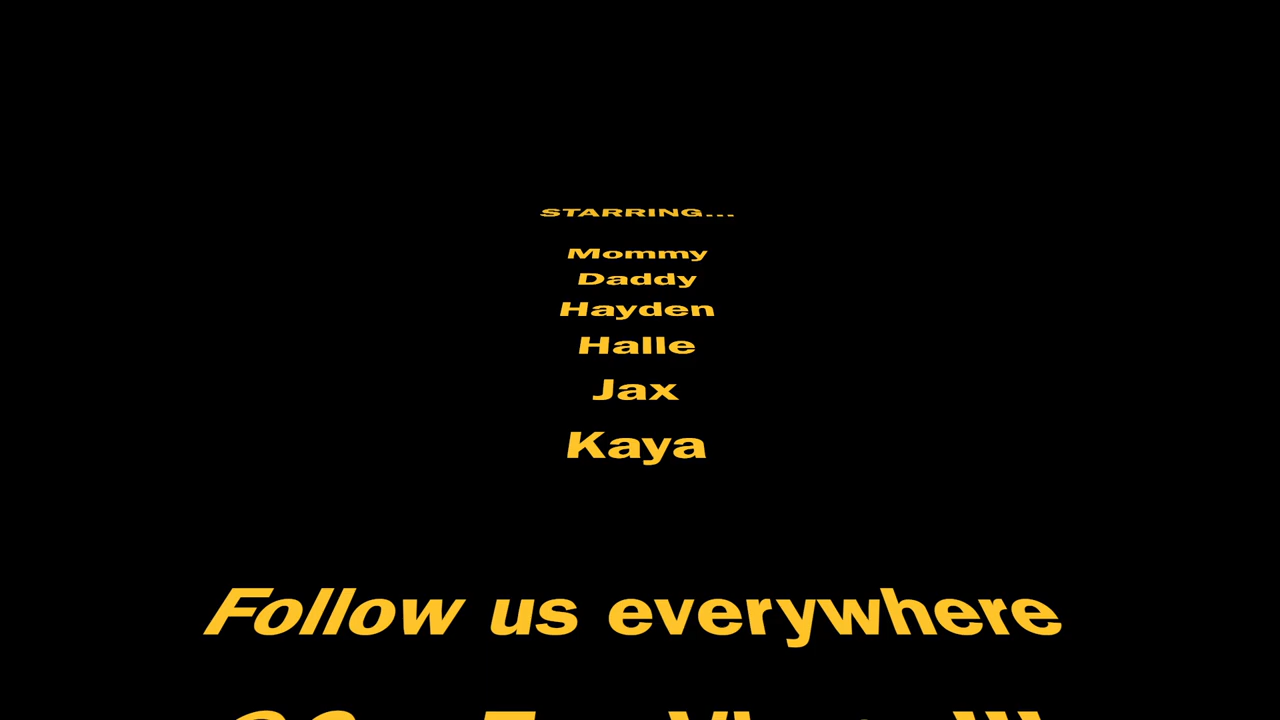 STARRING...
Mommy
Daddy
Hayden
Halle
Jax
Kaya
Follow us everywhere